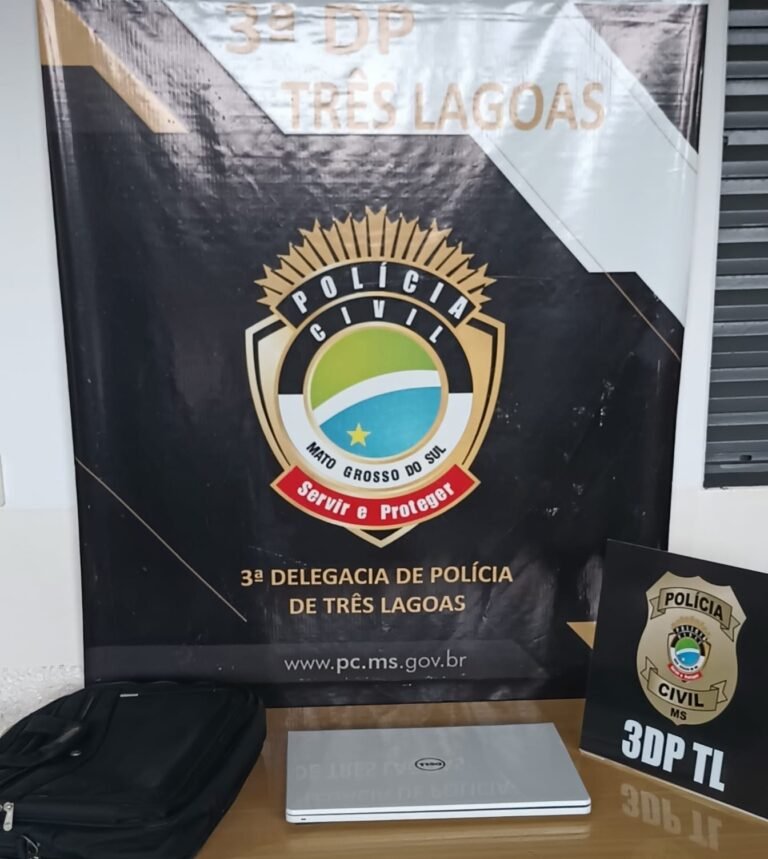 3ª DP
TRÊS LAGOAS
POLÍCIA
CIVIL
MATO GROSSO DO SUL
Servir e Proteger
3ª DELEGACIA DE POLÍCIA
DE TRÊS LAGOAS
www.pc.ms.gov.br
DELL
POLÍCIA
CIVIL
MS
3DP TL